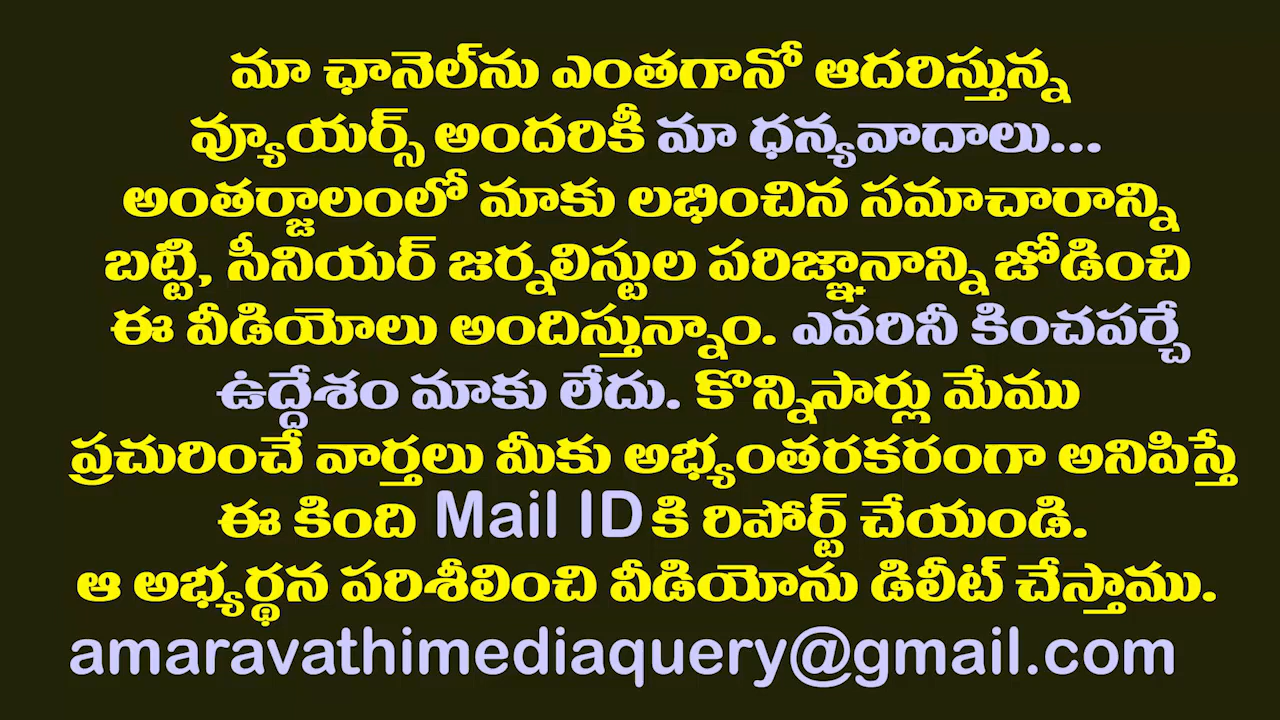 మా ఛానెల్‌ను ఎంతగానో ఆదరిస్తున్న
వ్యూయర్స్ అందరికీ మా ధన్యవాదాలు...
అంతర్జాలంలో మాకు లభించిన సమాచారాన్ని
బట్టి, సీనియర్ జర్నలిస్టుల పరిజ్ఞానాన్ని జోడించి
ఈ వీడియోలు అందిస్తున్నాం. ఎవరినీ కించపర్చే
ఉద్దేశం మాకు లేదు. కొన్నిసార్లు మేము
ప్రచురించే వార్తలు మీకు అభ్యంతరకరంగా అనిపిస్తే
ఈ కింది Mail ID కి రిపోర్ట్ చేయండి.
ఆ అభ్యర్థన పరిశీలించి వీడియోను డిలీట్ చేస్తాము.
amaravathimediaquery@gmail.com